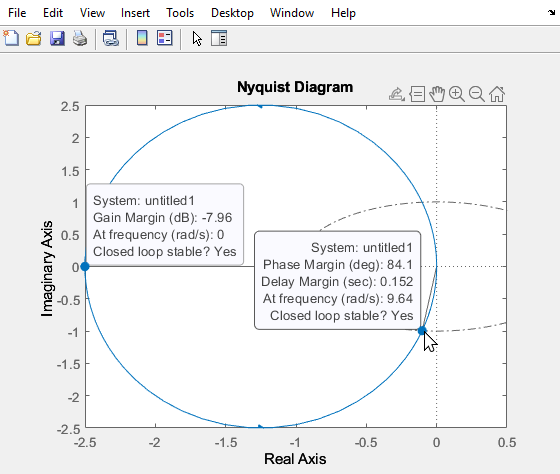 File Edit View Insert Tools Desktop Window Help
Nyquist Diagram
2.5
2
1.5
1
0.5
0
-0.5
-1
-1.5
-2
-2.5
Imaginary Axis
System: untitled1
Gain Margin (dB): -7.96
At frequency (rad/s): 0
Closed loop stable? Yes
System: untitled1
Phase Margin (deg): 84.1
Delay Margin (sec): 0.152
At frequency (rad/s): 9.64
Closed loop stable? Yes
-2.5 -2 -1.5 -1 -0.5 0 0.5
Real Axis